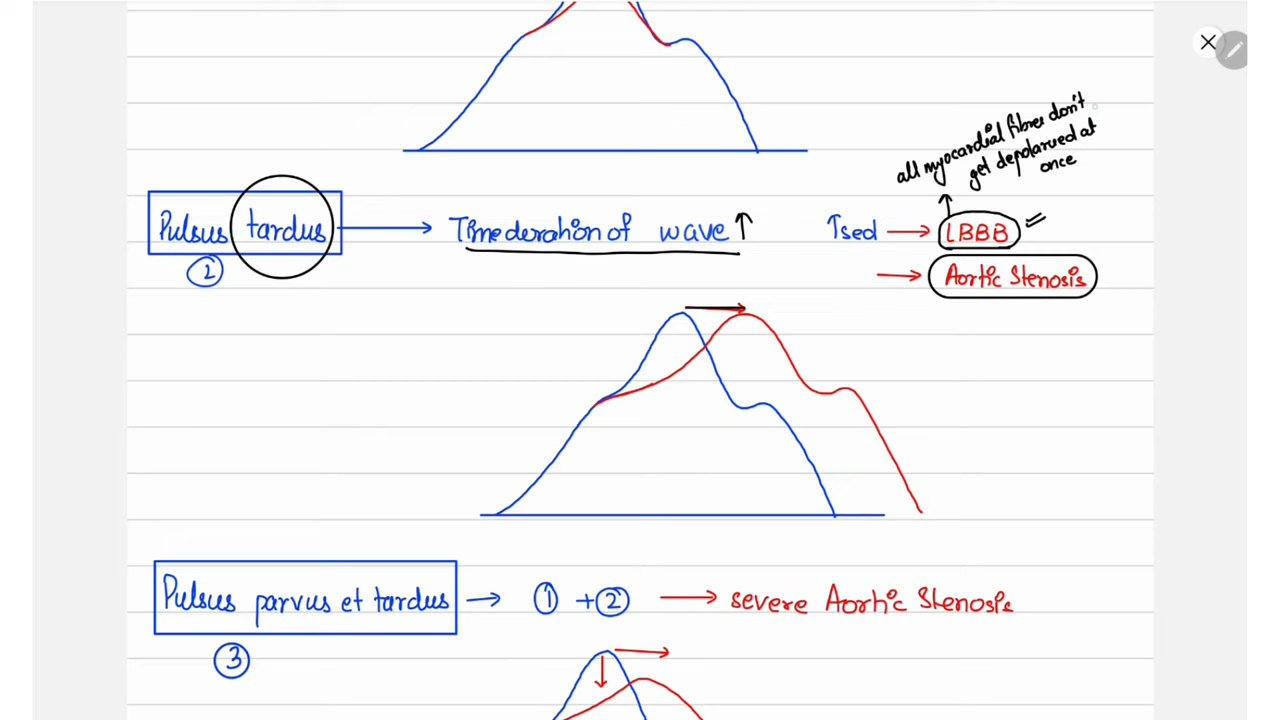 all myocardial fibres don't
get depolarised at
once
Pulsus tardus → Time duration of wave ↑ ↑sed → LBBB
②
→ Aortic Stenosis
Pulsus parvus et tardus → ① + ② → severe Aortic Stenosis
③